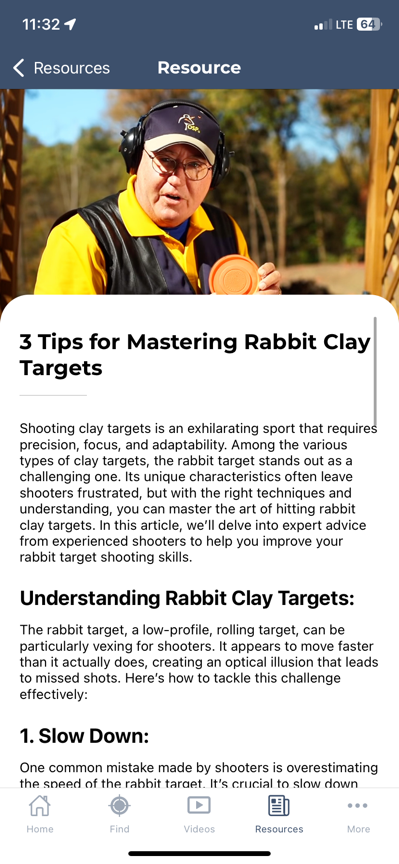 11:32
LTE 64
Resources
Resource
OSP
3 Tips for Mastering Rabbit Clay
Targets
Shooting clay targets is an exhilarating sport that requires
precision, focus, and adaptability. Among the various
types of clay targets, the rabbit target stands out as a
challenging one. Its unique characteristics often leave
shooters frustrated, but with the right techniques and
understanding, you can master the art of hitting rabbit
clay targets. In this article, we’ll delve into expert advice
from experienced shooters to help you improve your
rabbit target shooting skills.
Understanding Rabbit Clay Targets:
The rabbit target, a low-profile, rolling target, can be
particularly vexing for shooters. It appears to move faster
than it actually does, creating an optical illusion that leads
to missed shots. Here’s how to tackle this challenge
effectively:
1. Slow Down:
One common mistake made by shooters is overestimating
the speed of the rabbit target. It’s crucial to slow down
Home
Find
Videos
Resources
More